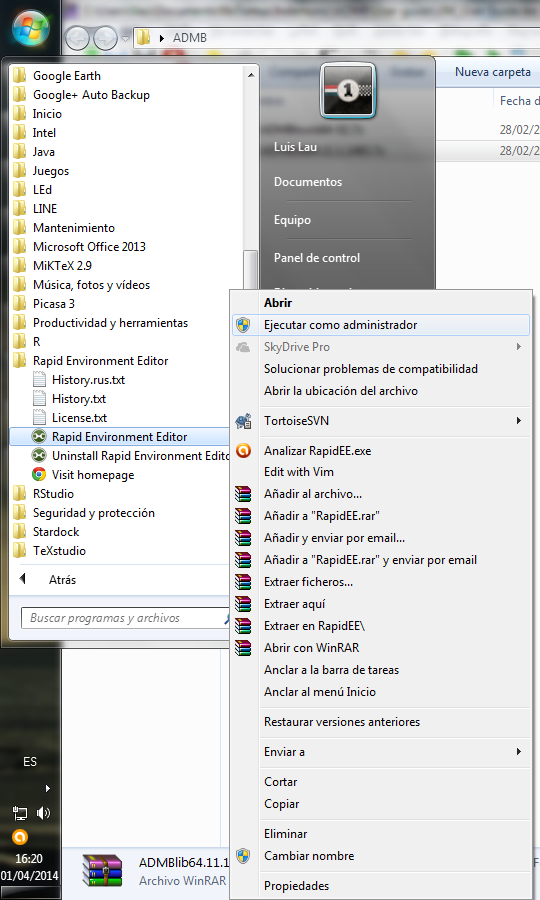 ADMB
Nueva carpeta
Fecha d
28/02/2
28/02/2
Google Earth
Google+ Auto Backup
Inicio
Intel
Java
Juegos
LEd
LINE
Mantenimiento
Microsoft Office 2013
MiKTeX 2.9
Música, fotos y vídeos
Picasa 3
Productividad y herramientas
R
Rapid Environment Editor
History.rus.txt
History.txt
License.txt
Rapid Environment Editor
Uninstall Rapid Environment Edito
Visit homepage
RStudio
Seguridad y protección
Stardock
TeXstudio
Atrás
Buscar programas y archivos
1
Luis Lau
Documentos
Equipo
Panel de control
Abrir
Ejecutar como administrador
SkyDrive Pro
Solucionar problemas de compatibilidad
Abrir la ubicación del archivo
TortoiseSVN
Analizar RapidEE.exe
Edit with Vim
Añadir al archivo...
Añadir a "RapidEE.rar"
Añadir y enviar por email...
Añadir a "RapidEE.rar" y enviar por email
Extraer ficheros...
Extraer aquí
Extraer en RapidEE\
Abrir con WinRAR
Anclar a la barra de tareas
Anclar al menú Inicio
Restaurar versiones anteriores
Enviar a
Cortar
Copiar
Eliminar
Cambiar nombre
Propiedades
ES
16:20
01/04/2014
ADMBlib64.11.1
Archivo WinRAR
F